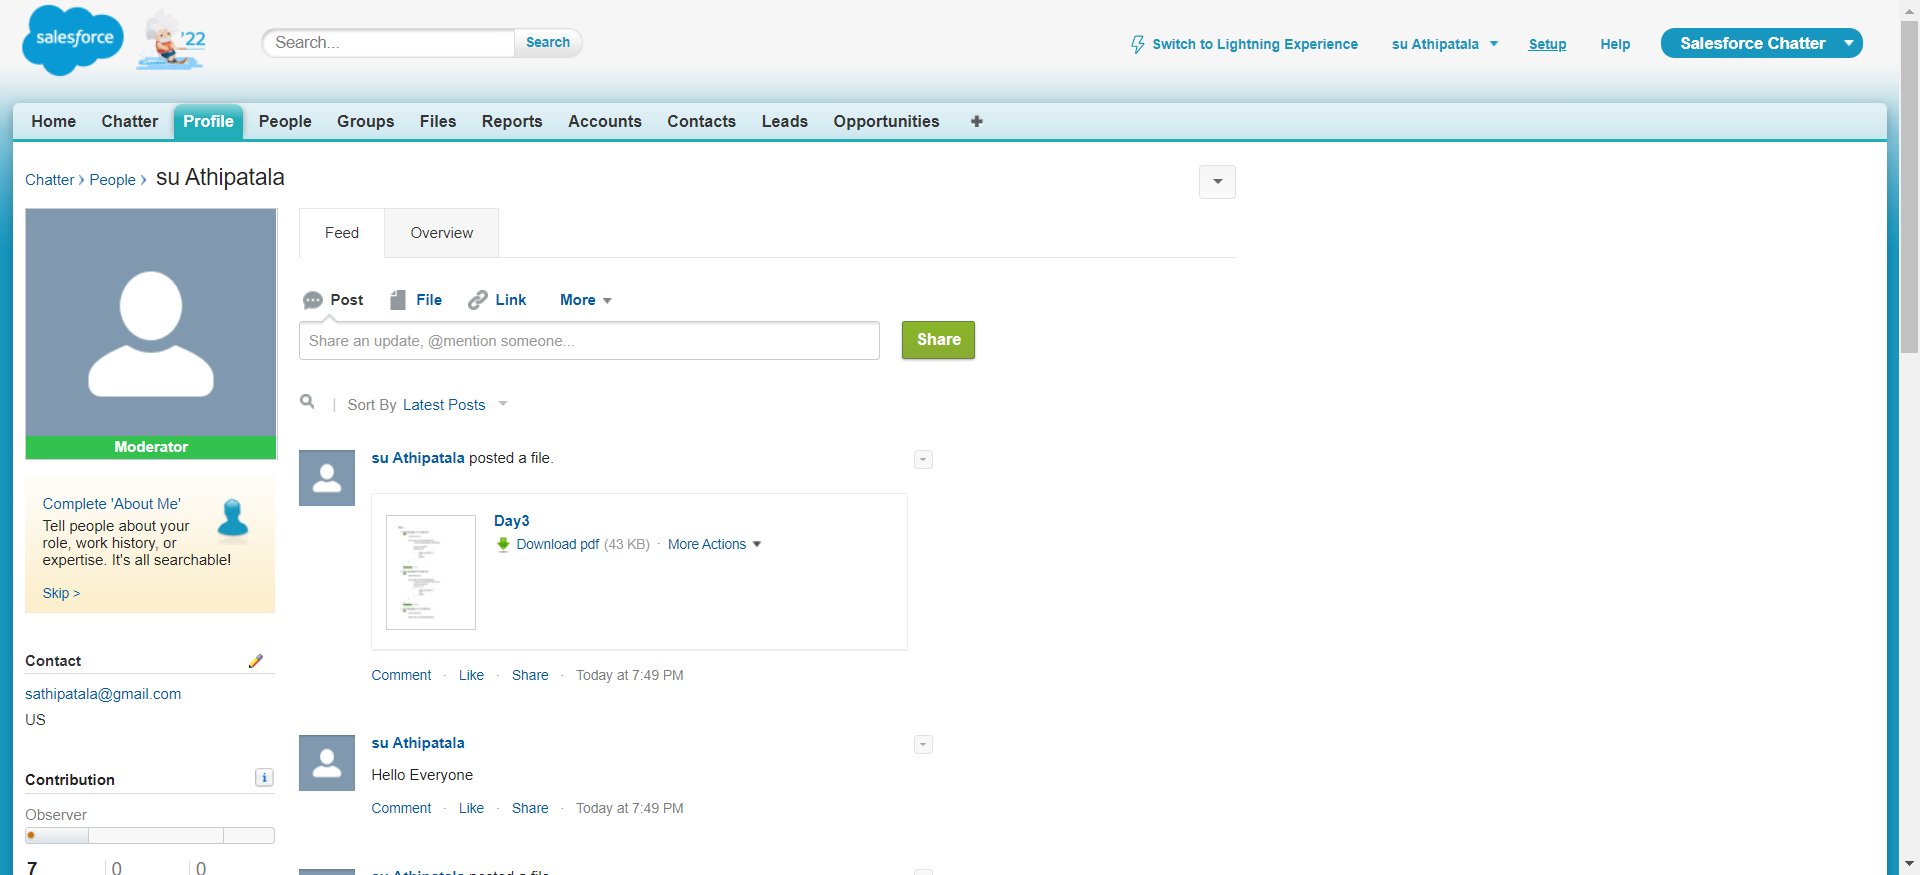 salesforce
'22
Search...
Search
Switch to Lightning Experience
su Athipatala
Setup
Help
Salesforce Chatter
Home
Chatter
Profile
People
Groups
Files
Reports
Accounts
Contacts
Leads
Opportunities
Chatter › People › su Athipatala
Moderator
Complete 'About Me'
Tell people about your
role, work history, or
expertise. It's all searchable!
Skip >
Contact
sathipatala@gmail.com
US
Contribution
Observer
7 0 0
Feed
Overview
Post
File
Link
More
Share an update, @mention someone...
Share
Sort By Latest Posts
su Athipatala posted a file.
Day3
Download pdf (43 KB) · More Actions
Comment · Like · Share · Today at 7:49 PM
su Athipatala
Hello Everyone
Comment · Like · Share · Today at 7:49 PM
su Athipatala posted a file.